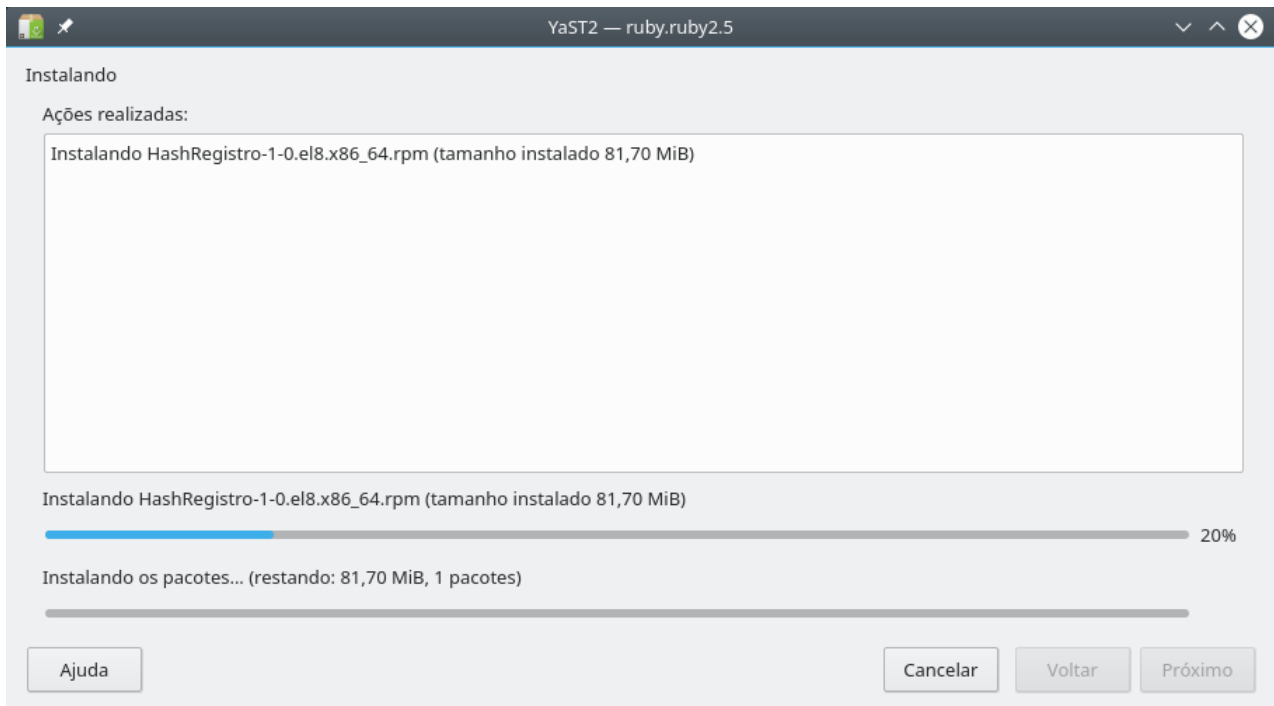 YaST2 — ruby.ruby2.5
Instalando
Ações realizadas:
Instalando HashRegistro-1-0.el8.x86_64.rpm (tamanho instalado 81,70 MiB)
Instalando HashRegistro-1-0.el8.x86_64.rpm (tamanho instalado 81,70 MiB)
20%
Instalando os pacotes... (restando: 81,70 MiB, 1 pacotes)
Ajuda
Cancelar
Voltar
Próximo